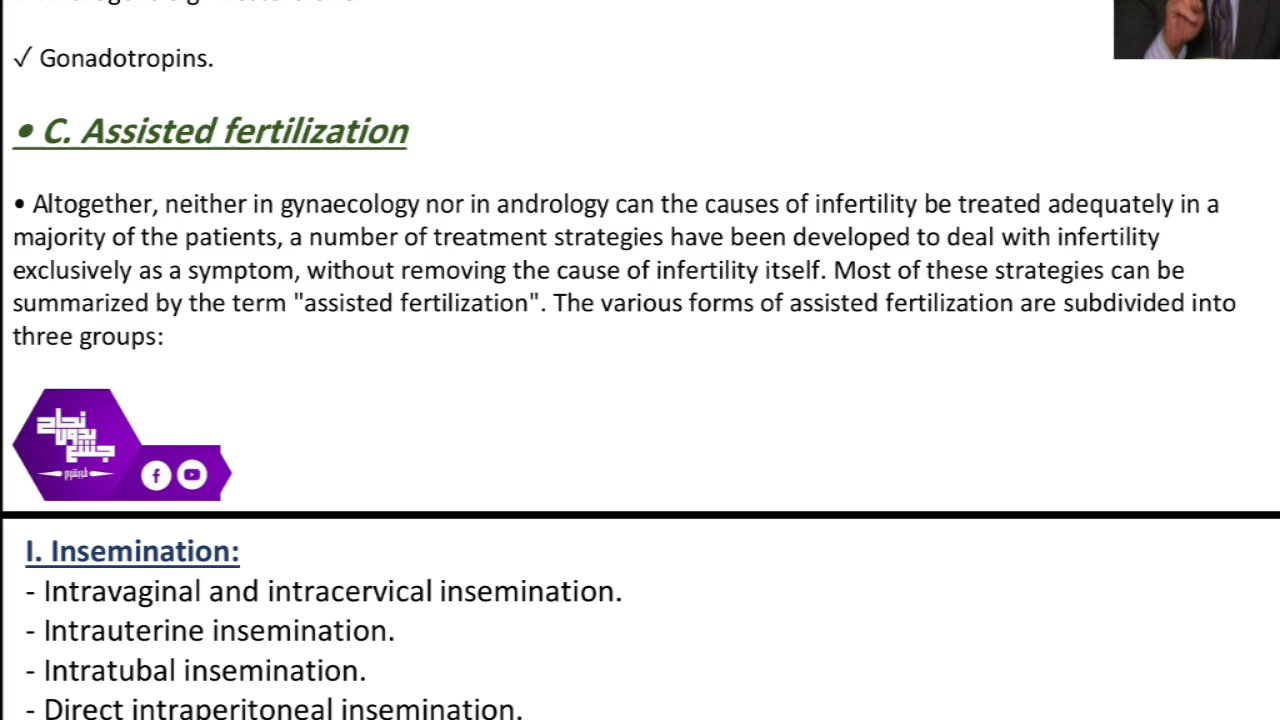 ✓ Gonadotropins.
• C. Assisted fertilization
• Altogether, neither in gynaecology nor in andrology can the causes of infertility be treated adequately in a
majority of the patients, a number of treatment strategies have been developed to deal with infertility
exclusively as a symptom, without removing the cause of infertility itself. Most of these strategies can be
summarized by the term "assisted fertilization". The various forms of assisted fertilization are subdivided into
three groups:
نجاح
بدون
I. Insemination:
- Intravaginal and intracervical insemination.
- Intrauterine insemination.
- Intratubal insemination.
- Direct intraperitoneal insemination.